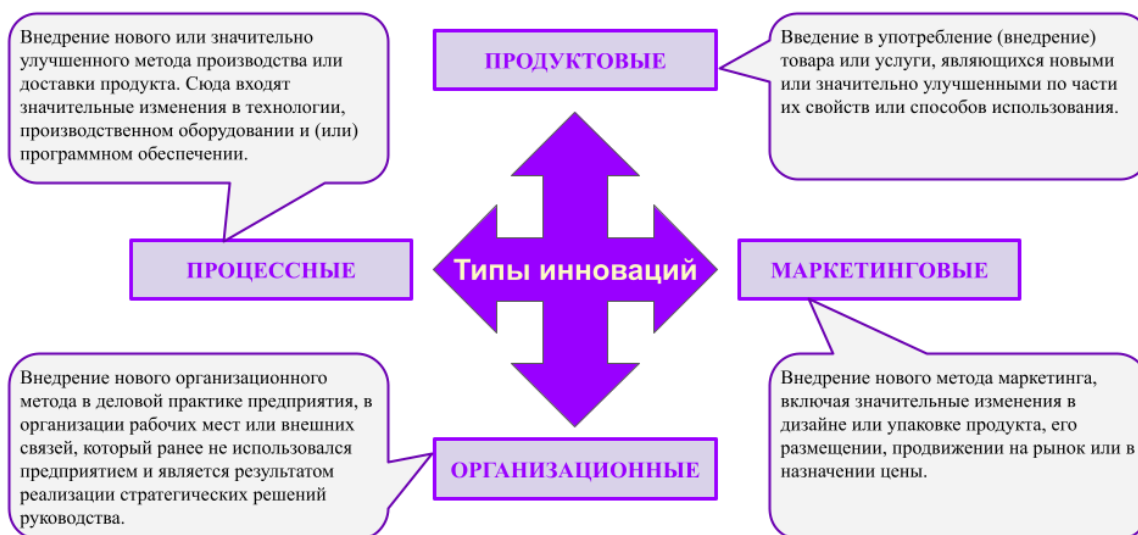 Внедрение нового или значительно
улучшенного метода производства или
доставки продукта. Сюда входят
значительные изменения в технологии,
производственном оборудовании и (или)
программном обеспечении.
ПРОДУКТОВЫЕ
Введение в употребление (внедрение)
товара или услуги, являющихся новыми
или значительно улучшенными по части
их свойств или способов использования.
ПРОЦЕССНЫЕ
Типы инноваций
МАРКЕТИНГОВЫЕ
Внедрение нового организационного
метода в деловой практике предприятия, в
организации рабочих мест или внешних
связей, который ранее не использовался
предприятием и является результатом
реализации стратегических решений
руководства.
ОРГАНИЗАЦИОННЫЕ
Внедрение нового метода маркетинга,
включая значительные изменения в
дизайне или упаковке продукта, его
размещении, продвижении на рынок или в
назначении цены.